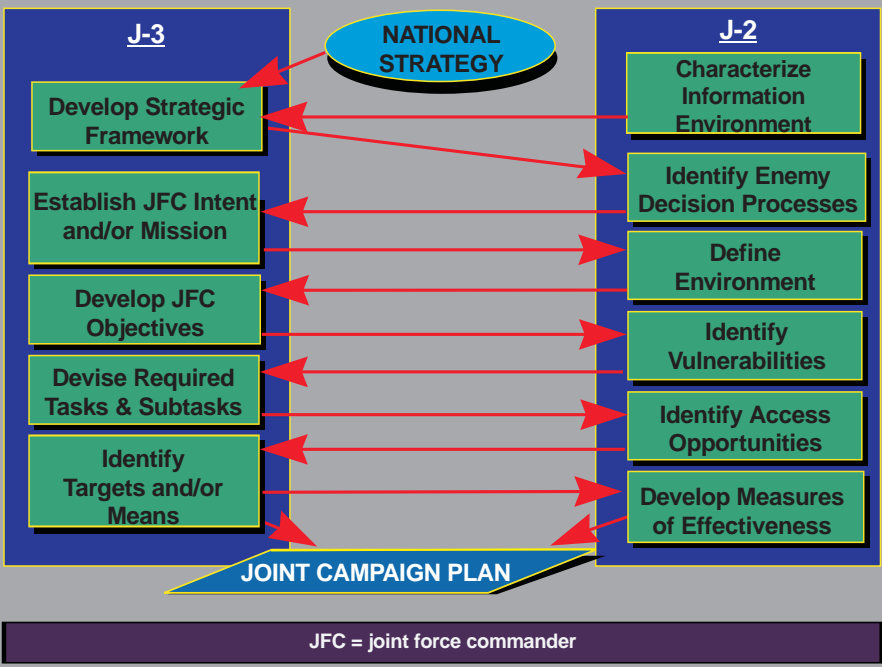 J-3
NATIONAL
STRATEGY
J-2
Develop Strategic
Framework
Characterize
Information
Environment
Establish JFC Intent
and/or Mission
Identify Enemy
Decision Processes
Develop JFC
Objectives
Define
Environment
Devise Required
Tasks & Subtasks
Identify
Vulnerabilities
Identify
Targets and/or
Means
Identify Access
Opportunities
Develop Measures
of Effectiveness
JOINT CAMPAIGN PLAN
JFC = joint force commander